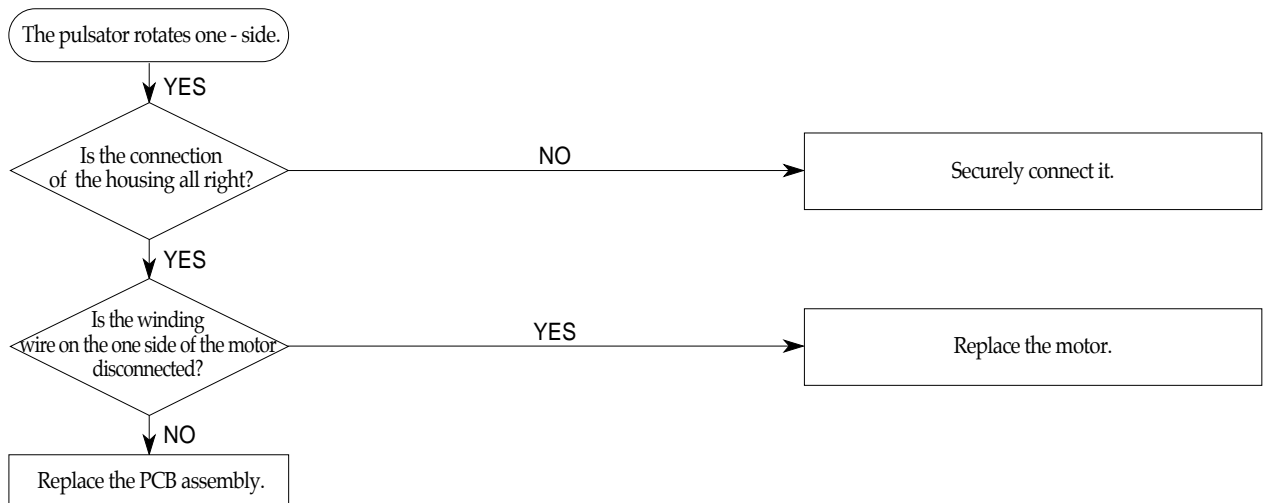 The pulsator rotates one - side.
YES
Is the connection
of the housing all right?
NO
Securely connect it.
YES
Is the winding
wire on the one side of the motor
disconnected?
YES
Replace the motor.
NO
Replace the PCB assembly.